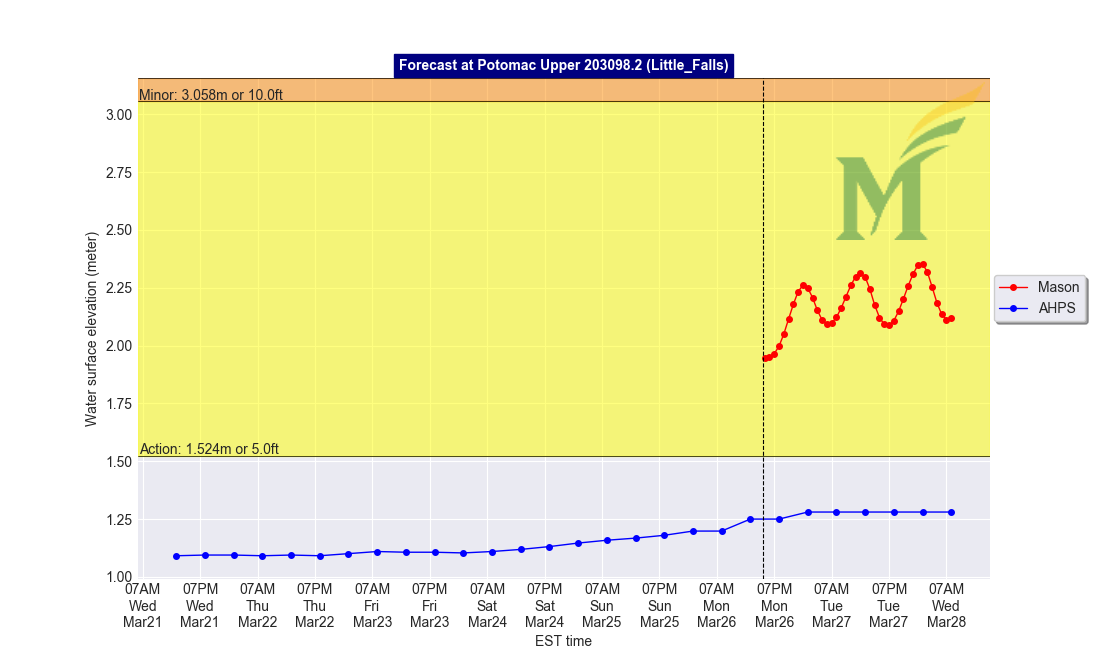 Forecast at Potomac Upper 203098.2 (Little_Falls)
Minor: 3.058m or 10.0ft
3.00
2.75
2.50
2.25
2.00
1.75
1.50
1.25
1.00
Water surface elevation (meter)
M
Mason
AHPS
Action: 1.524m or 5.0ft
07AM 07PM 07AM 07PM 07AM 07PM 07AM 07PM 07AM 07PM 07AM 07PM 07AM 07PM 07AM
Wed Wed Thu Thu Fri Fri Sat Sat Sun Sun Mon Mon Tue Tue Wed
Mar21 Mar21 Mar22 Mar22 Mar23 Mar23 Mar24 Mar24 Mar25 Mar25 Mar26 Mar26 Mar27 Mar27 Mar28
EST time